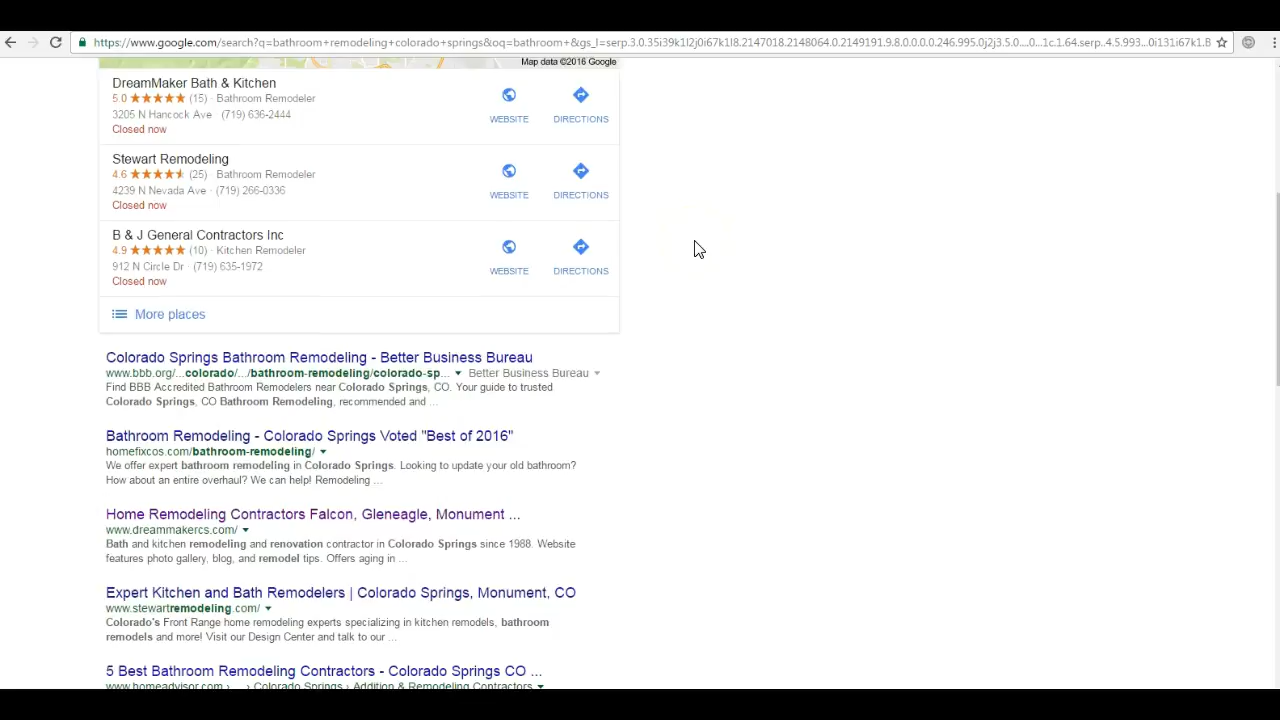 https://www.google.com/search?q=bathroom+remodeling+colorado+springs&oq=bathroom+&gs_l=serp.3.0.35i39k1l2j0i67k1l8.2147018.2148064.0.2149191.9.8.0.0.0.0.246.995.0j2j3.5.0....0...1c.1.64.serp..4.5.993...0i131i67k1.B
Map data ©2016 Google
DreamMaker Bath & Kitchen
5.0 (15) · Bathroom Remodeler
3205 N Hancock Ave · (719) 636-2444
Closed now
WEBSITE
DIRECTIONS
Stewart Remodeling
4.6 (25) · Bathroom Remodeler
4239 N Nevada Ave · (719) 266-0336
Closed now
WEBSITE
DIRECTIONS
B & J General Contractors Inc
4.9 (10) · Kitchen Remodeler
912 N Circle Dr · (719) 635-1972
Closed now
WEBSITE
DIRECTIONS
More places
Colorado Springs Bathroom Remodeling - Better Business Bureau
www.bbb.org/...colorado/.../bathroom-remodeling/colorado-sp... Better Business Bureau
Find BBB Accredited Bathroom Remodelers near Colorado Springs, CO. Your guide to trusted
Colorado Springs, CO Bathroom Remodeling, recommended and ...
Bathroom Remodeling - Colorado Springs Voted "Best of 2016"
homefixcos.com/bathroom-remodeling/
We offer expert bathroom remodeling in Colorado Springs. Looking to update your old bathroom?
How about an entire overhaul? We can help! Remodeling ...
Home Remodeling Contractors Falcon, Gleneagle, Monument ...
www.dreammakercs.com/
Bath and kitchen remodeling and renovation contractor in Colorado Springs since 1988. Website
features photo gallery, blog, and remodel tips. Offers aging in ...
Expert Kitchen and Bath Remodelers | Colorado Springs, Monument, CO
www.stewartremodeling.com/
Colorado's Front Range home remodeling experts specializing in kitchen remodels, bathroom
remodels and more! Visit our Design Center and talk to our ...
5 Best Bathroom Remodeling Contractors - Colorado Springs CO ...
www.homeadvisor.com › ... › Colorado Springs › Addition & Remodeling Contractors